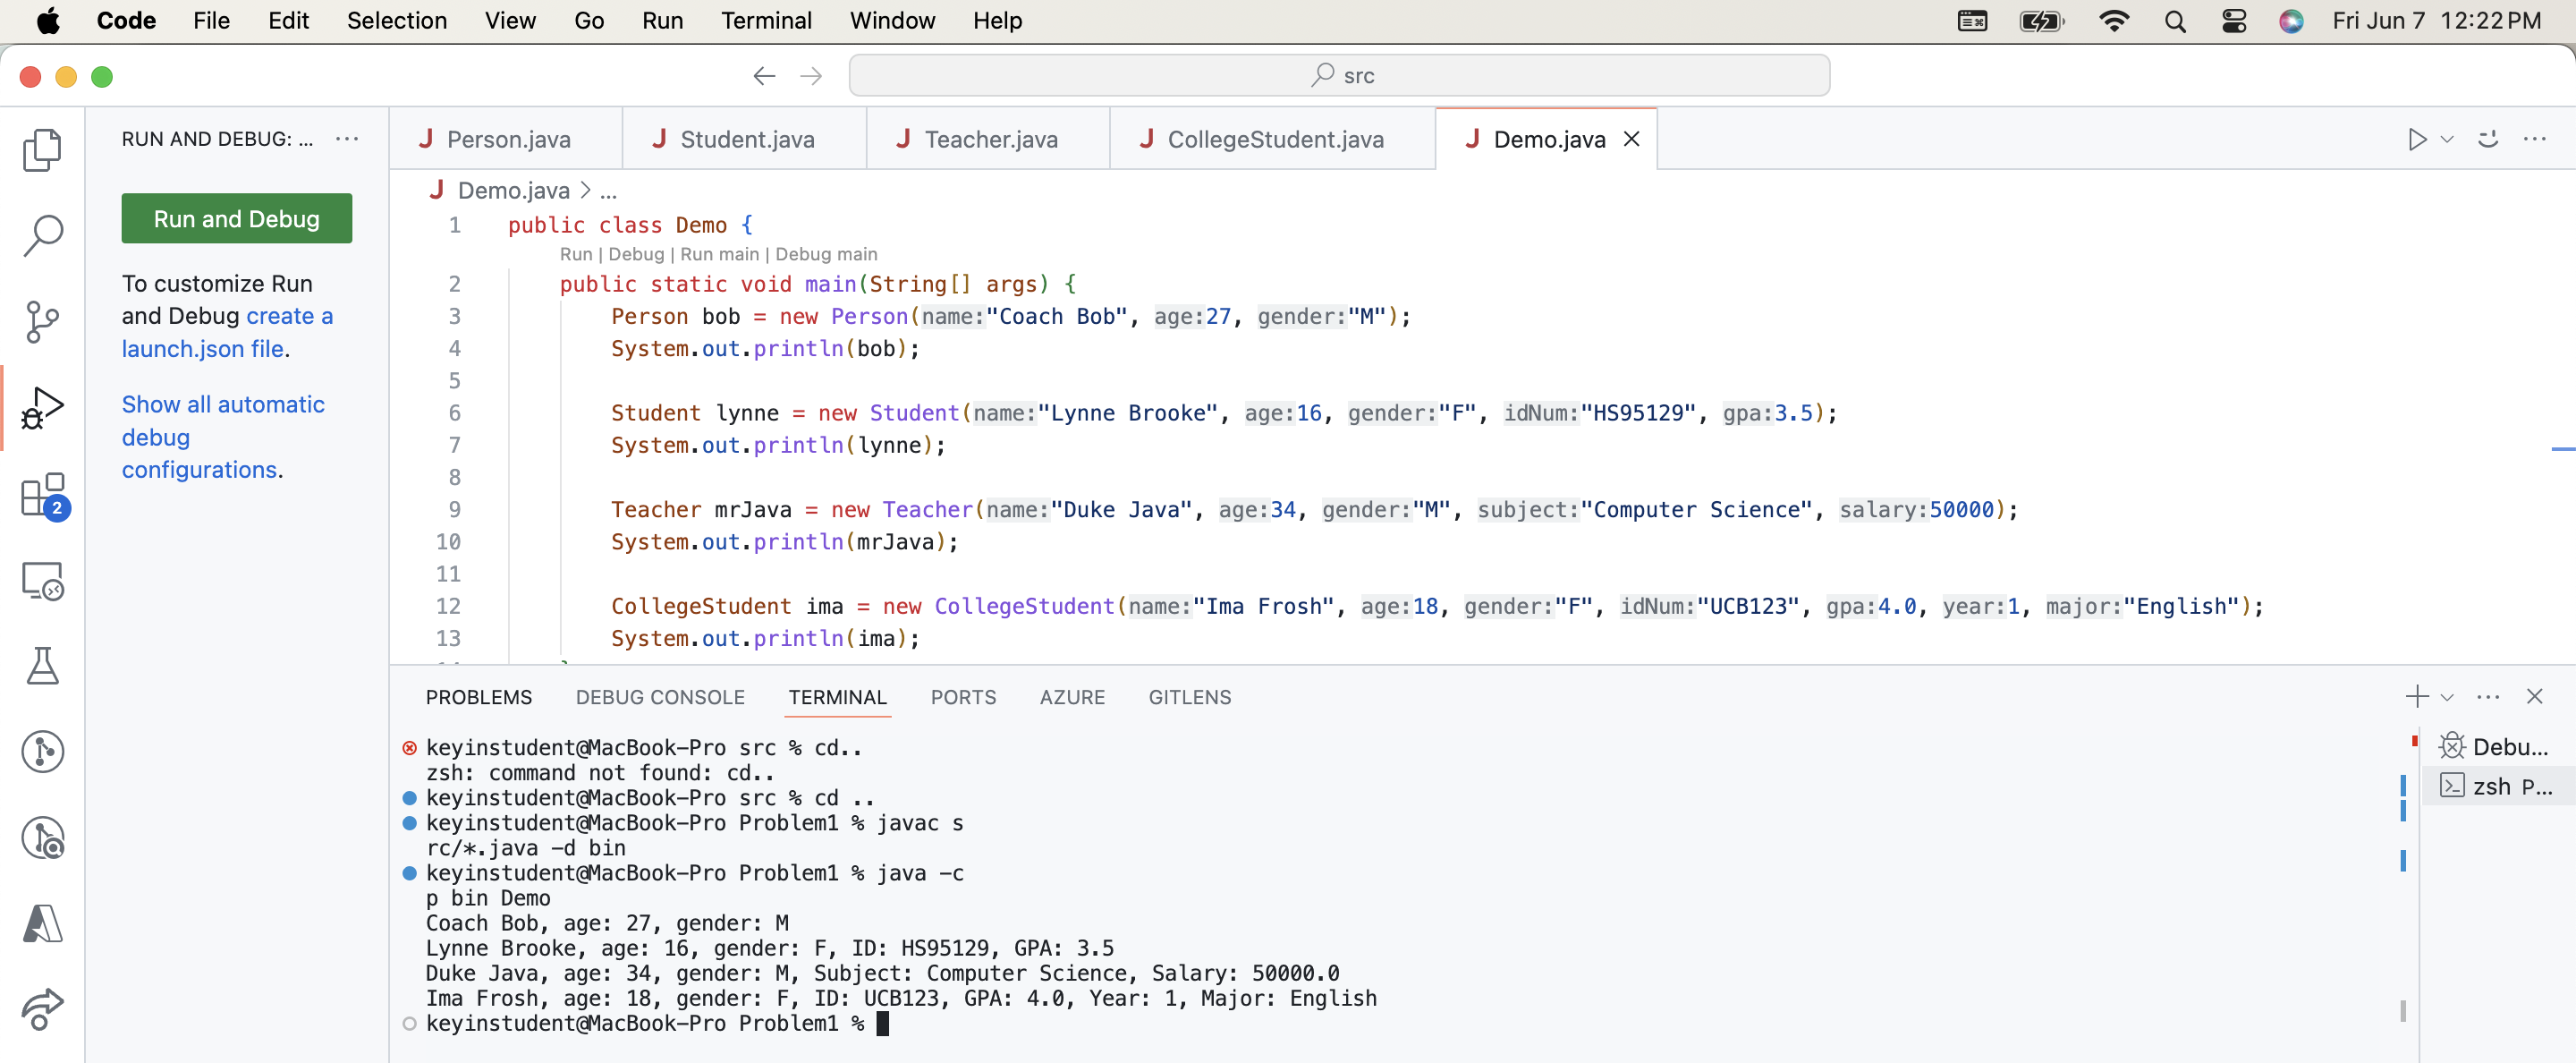 Code File Edit Selection View Go Run Terminal Window Help Fri Jun 7 12:22 PM
src
RUN AND DEBUG: ... ...
Person.java Student.java Teacher.java CollegeStudent.java Demo.java
Run and Debug
To customize Run
and Debug create a
launch.json file.
Show all automatic
debug
configurations.
2
Demo.java > ...
1 public class Demo {
Run | Debug | Run main | Debug main
2 public static void main(String[] args) {
3 Person bob = new Person(name:"Coach Bob", age:27, gender:"M");
4 System.out.println(bob);
5
6 Student lynne = new Student(name:"Lynne Brooke", age:16, gender:"F", idNum:"HS95129", gpa:3.5);
7 System.out.println(lynne);
8
9 Teacher mrJava = new Teacher(name:"Duke Java", age:34, gender:"M", subject:"Computer Science", salary:50000);
10 System.out.println(mrJava);
11
12 CollegeStudent ima = new CollegeStudent(name:"Ima Frosh", age:18, gender:"F", idNum:"UCB123", gpa:4.0, year:1, major:"English");
13 System.out.println(ima);
PROBLEMS DEBUG CONSOLE TERMINAL PORTS AZURE GITLENS
keyinstudent@MacBook-Pro src % cd..
zsh: command not found: cd..
keyinstudent@MacBook-Pro src % cd ..
keyinstudent@MacBook-Pro Problem1 % javac s
rc/*.java -d bin
keyinstudent@MacBook-Pro Problem1 % java -c
p bin Demo
Coach Bob, age: 27, gender: M
Lynne Brooke, age: 16, gender: F, ID: HS95129, GPA: 3.5
Duke Java, age: 34, gender: M, Subject: Computer Science, Salary: 50000.0
Ima Frosh, age: 18, gender: F, ID: UCB123, GPA: 4.0, Year: 1, Major: English
keyinstudent@MacBook-Pro Problem1 %
Debu...
zsh P...